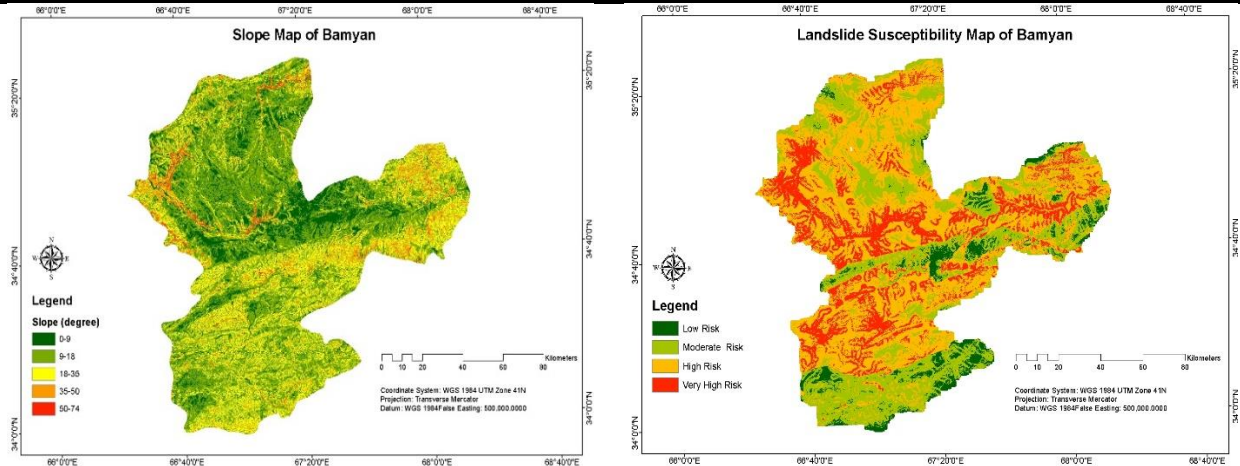 66°0'0"E 66°40'0"E 67°20'0"E 68°0'0"E 68°40'0"E
Slope Map of Bamyan
35°20'0"N
35°20'0"N
34°40'0"N
34°40'0"N
34°0'0"N
34°0'0"N
N
W E
S
Legend
Slope (degree)
0-9
9-18
18-35
35-50
50-74
0 10 20 40 60 80
Kilometers
Coordinate System: WGS 1984 UTM Zone 41N
Projection: Transverse Mercator
Datum: WGS 1984False Easting: 500,000.0000
66°0'0"E 66°40'0"E 67°20'0"E 68°0'0"E 68°40'0"E
66°0'0"E 66°40'0"E 67°20'0"E 68°0'0"E 68°40'0"E
Landslide Susceptibility Map of Bamyan
35°20'0"N
35°20'0"N
34°40'0"N
34°40'0"N
34°0'0"N
34°0'0"N
N
W E
S
Legend
Low Risk
Moderate Risk
High Risk
Very High Risk
0 10 20 40 60 80
Kilometers
Coordinate System: WGS 1984 UTM Zone 41N
Projection: Transverse Mercator
Datum: WGS 1984False Easting: 500,000.0000
66°0'0"E 66°40'0"E 67°20'0"E 68°0'0"E 68°40'0"E